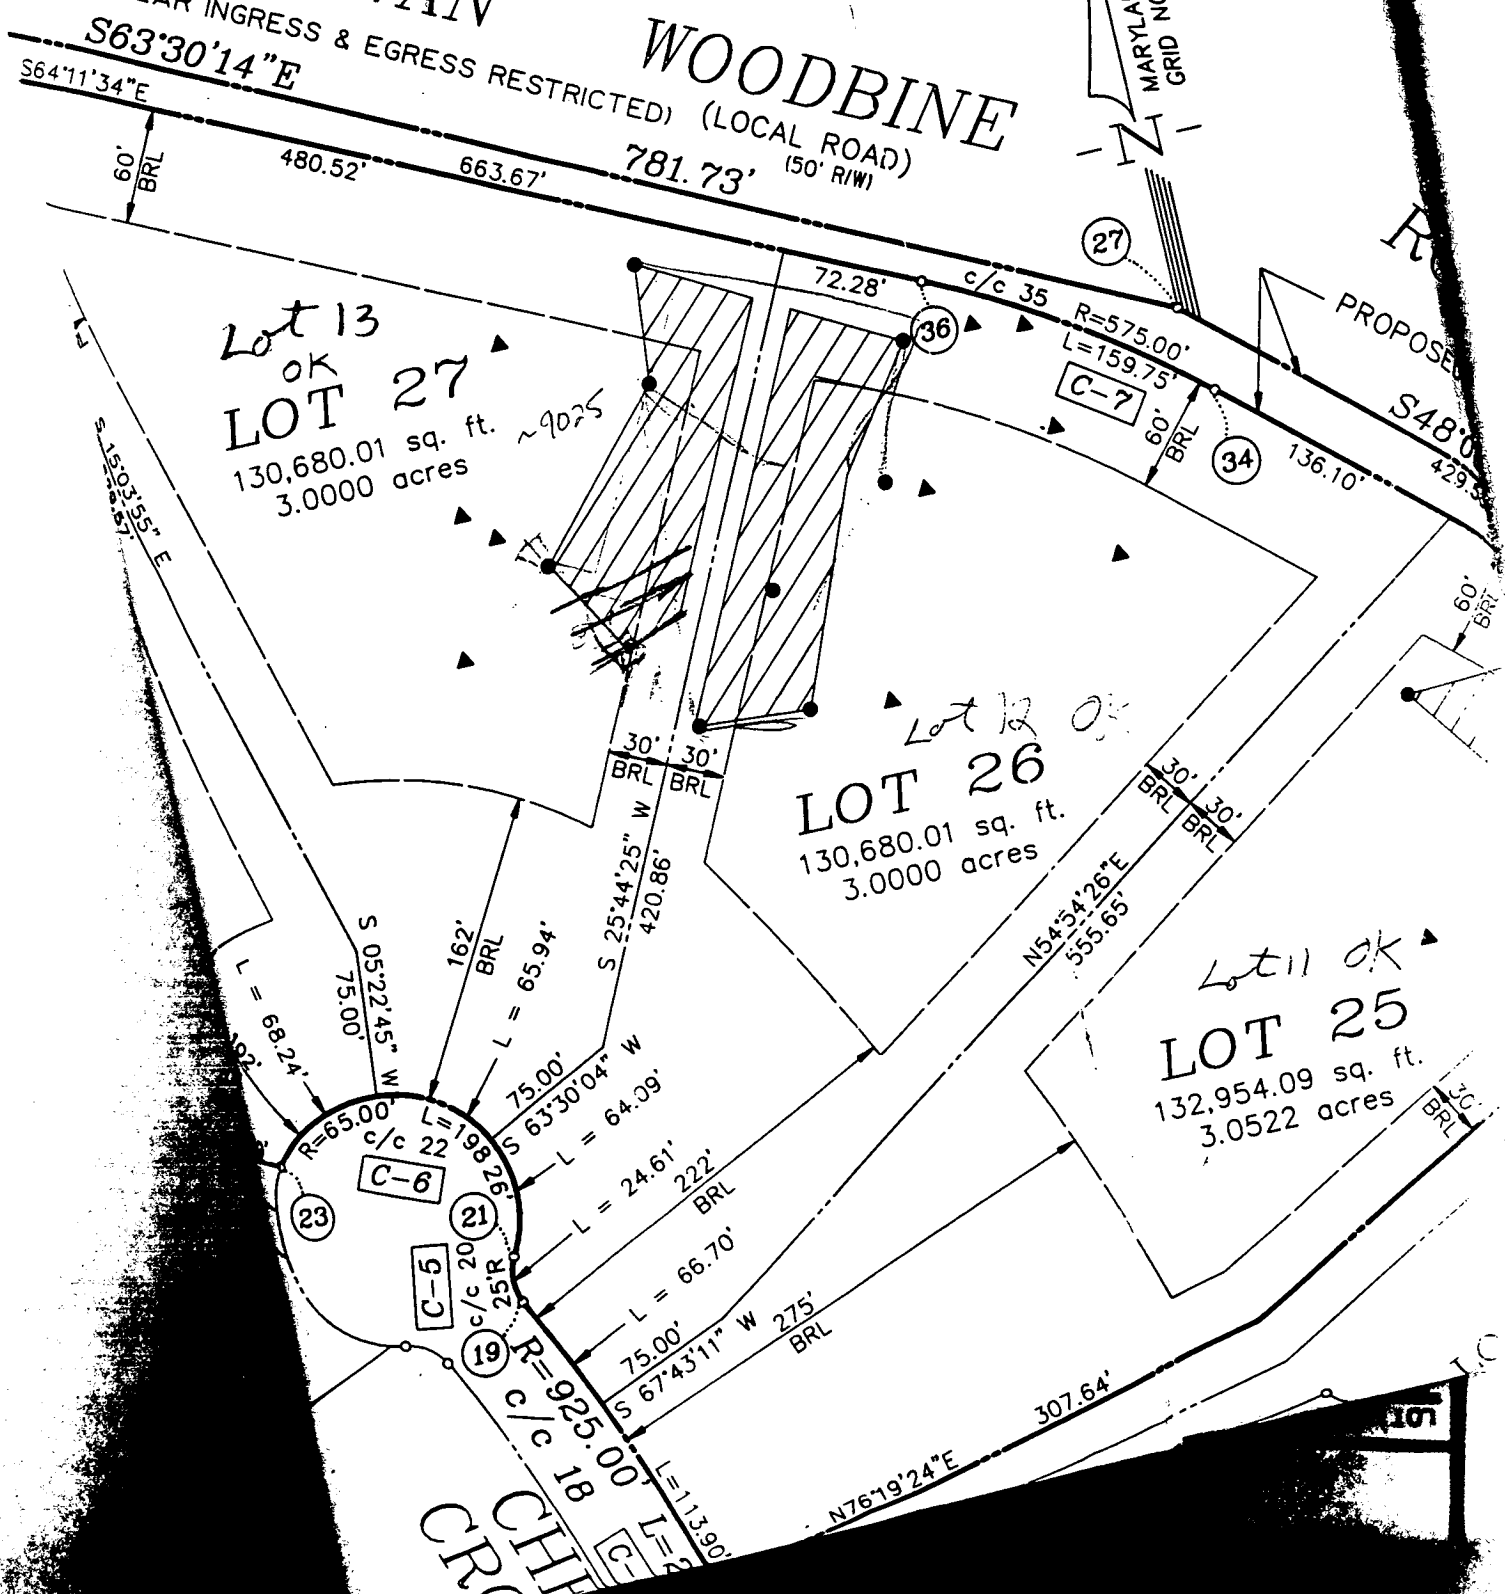 WOODBINE
INGRESS & EGRESS RESTRICTED) (LOCAL ROAD)
(50' R/W)
S63°30'14"E
781.73'
S64°11'34"E
480.52'
663.67'
60'
BRL
MARYLA
GRID NO
N
27
72.28'
c/c 35
36
R=575.00'
L=159.75'
C-7
PROPOSE
60'
BRL
34
136.10'
S48°0
429.5
60'
BRL
Lot 13
OK
LOT 27
130,680.01 sq. ft.
3.0000 acres
~9025
S 15°03'55" E
30'
BRL
30'
BRL
Lot 12 OK
LOT 26
130,680.01 sq. ft.
3.0000 acres
30'
BRL
30'
BRL
S 25°44'25" W
420.86'
N54°54'26"E
555.65'
162'
BRL
L = 65.94'
S 05°22'45" W
75.00'
L = 68.24'
Lot 11 OK
LOT 25
132,954.09 sq. ft.
3.0522 acres
30'
BRL
75.00'
S 63°30'04" W
L = 64.09'
R=65.00'
c/c 22
L=198.26'
C-6
23
21
L = 24.61'
222'
BRL
C-5
c/c 20
25'R
19
L = 66.70'
75.00'
S 67°43'11" W
275'
BRL
R=925.00'
c/c 18
L=113.90'
307.64'
N76°19'24"E
CHE
CRO
C-